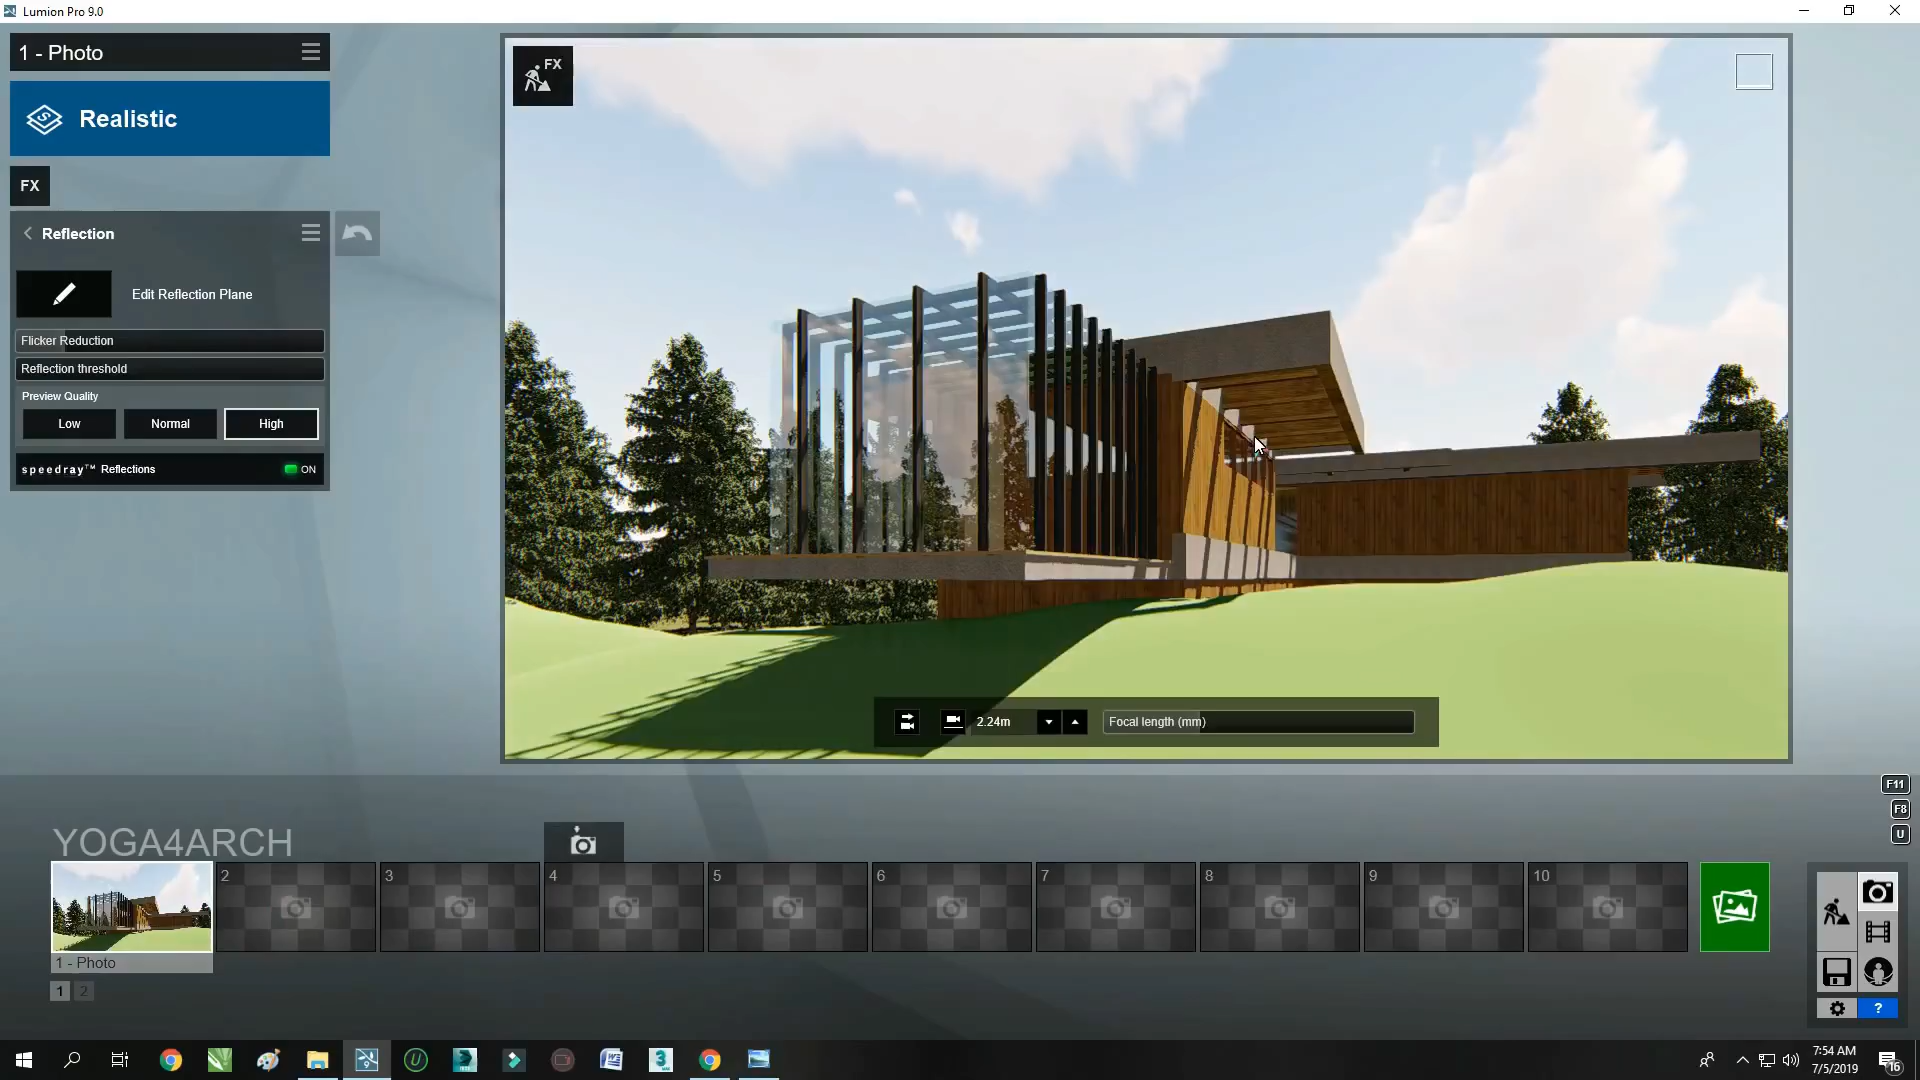 Lumion Pro 9.0
1 - Photo
Realistic
FX
FX
Reflection
Edit Reflection Plane
Flicker Reduction
Reflection threshold
Preview Quality
Low
Normal
High
speedray™ Reflections
ON
2.24m
Focal length (mm)
F11
F8
U
YOGA4ARCH
2
3
4
5
6
7
8
9
10
1 - Photo
1
2
?
7:54 AM
7/5/2019
16